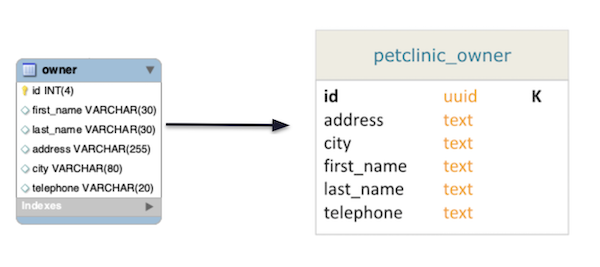 owner
id INT(4)
first_name VARCHAR(30)
last_name VARCHAR(30)
address VARCHAR(255)
city VARCHAR(80)
telephone VARCHAR(20)
Indexes
petclinic_owner
id uuid K
address text
city text
first_name text
last_name text
telephone text